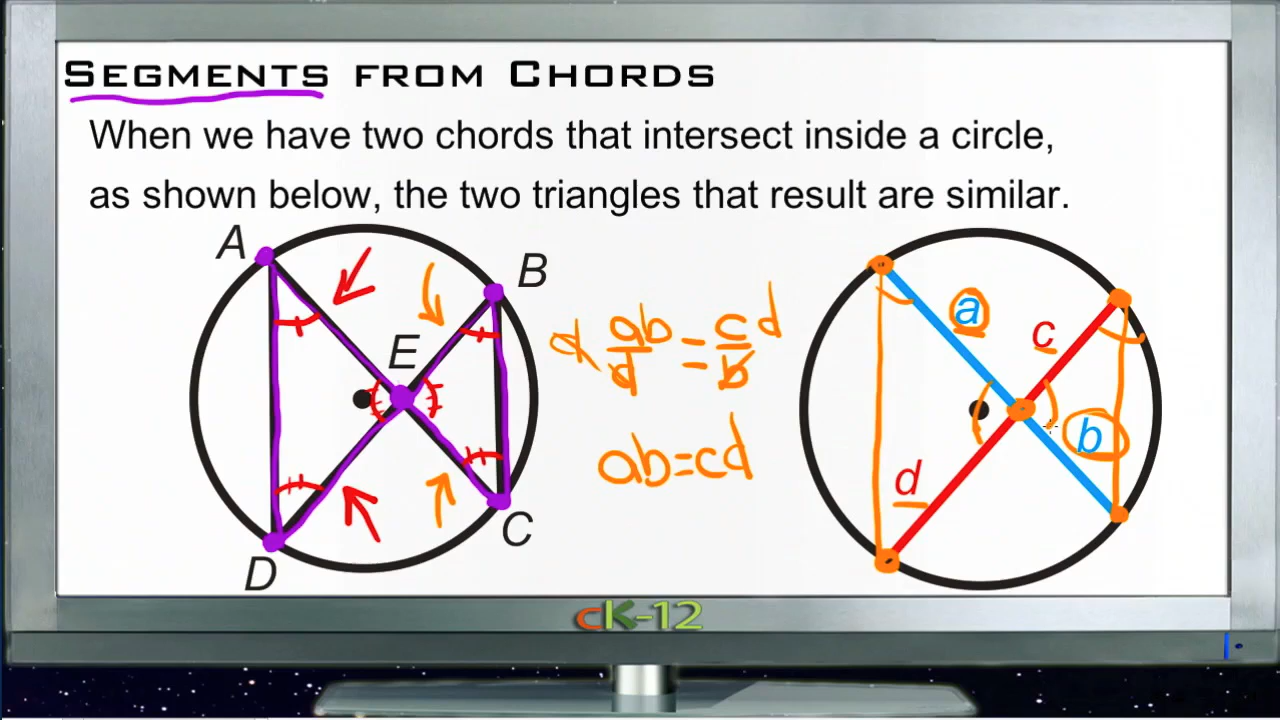 SEGMENTS FROM CHORDS
When we have two chords that intersect inside a circle,
as shown below, the two triangles that result are similar.
A
B
E
D
C
d ab/d = c/b d
ab=cd
a
c
b
d
cK-12